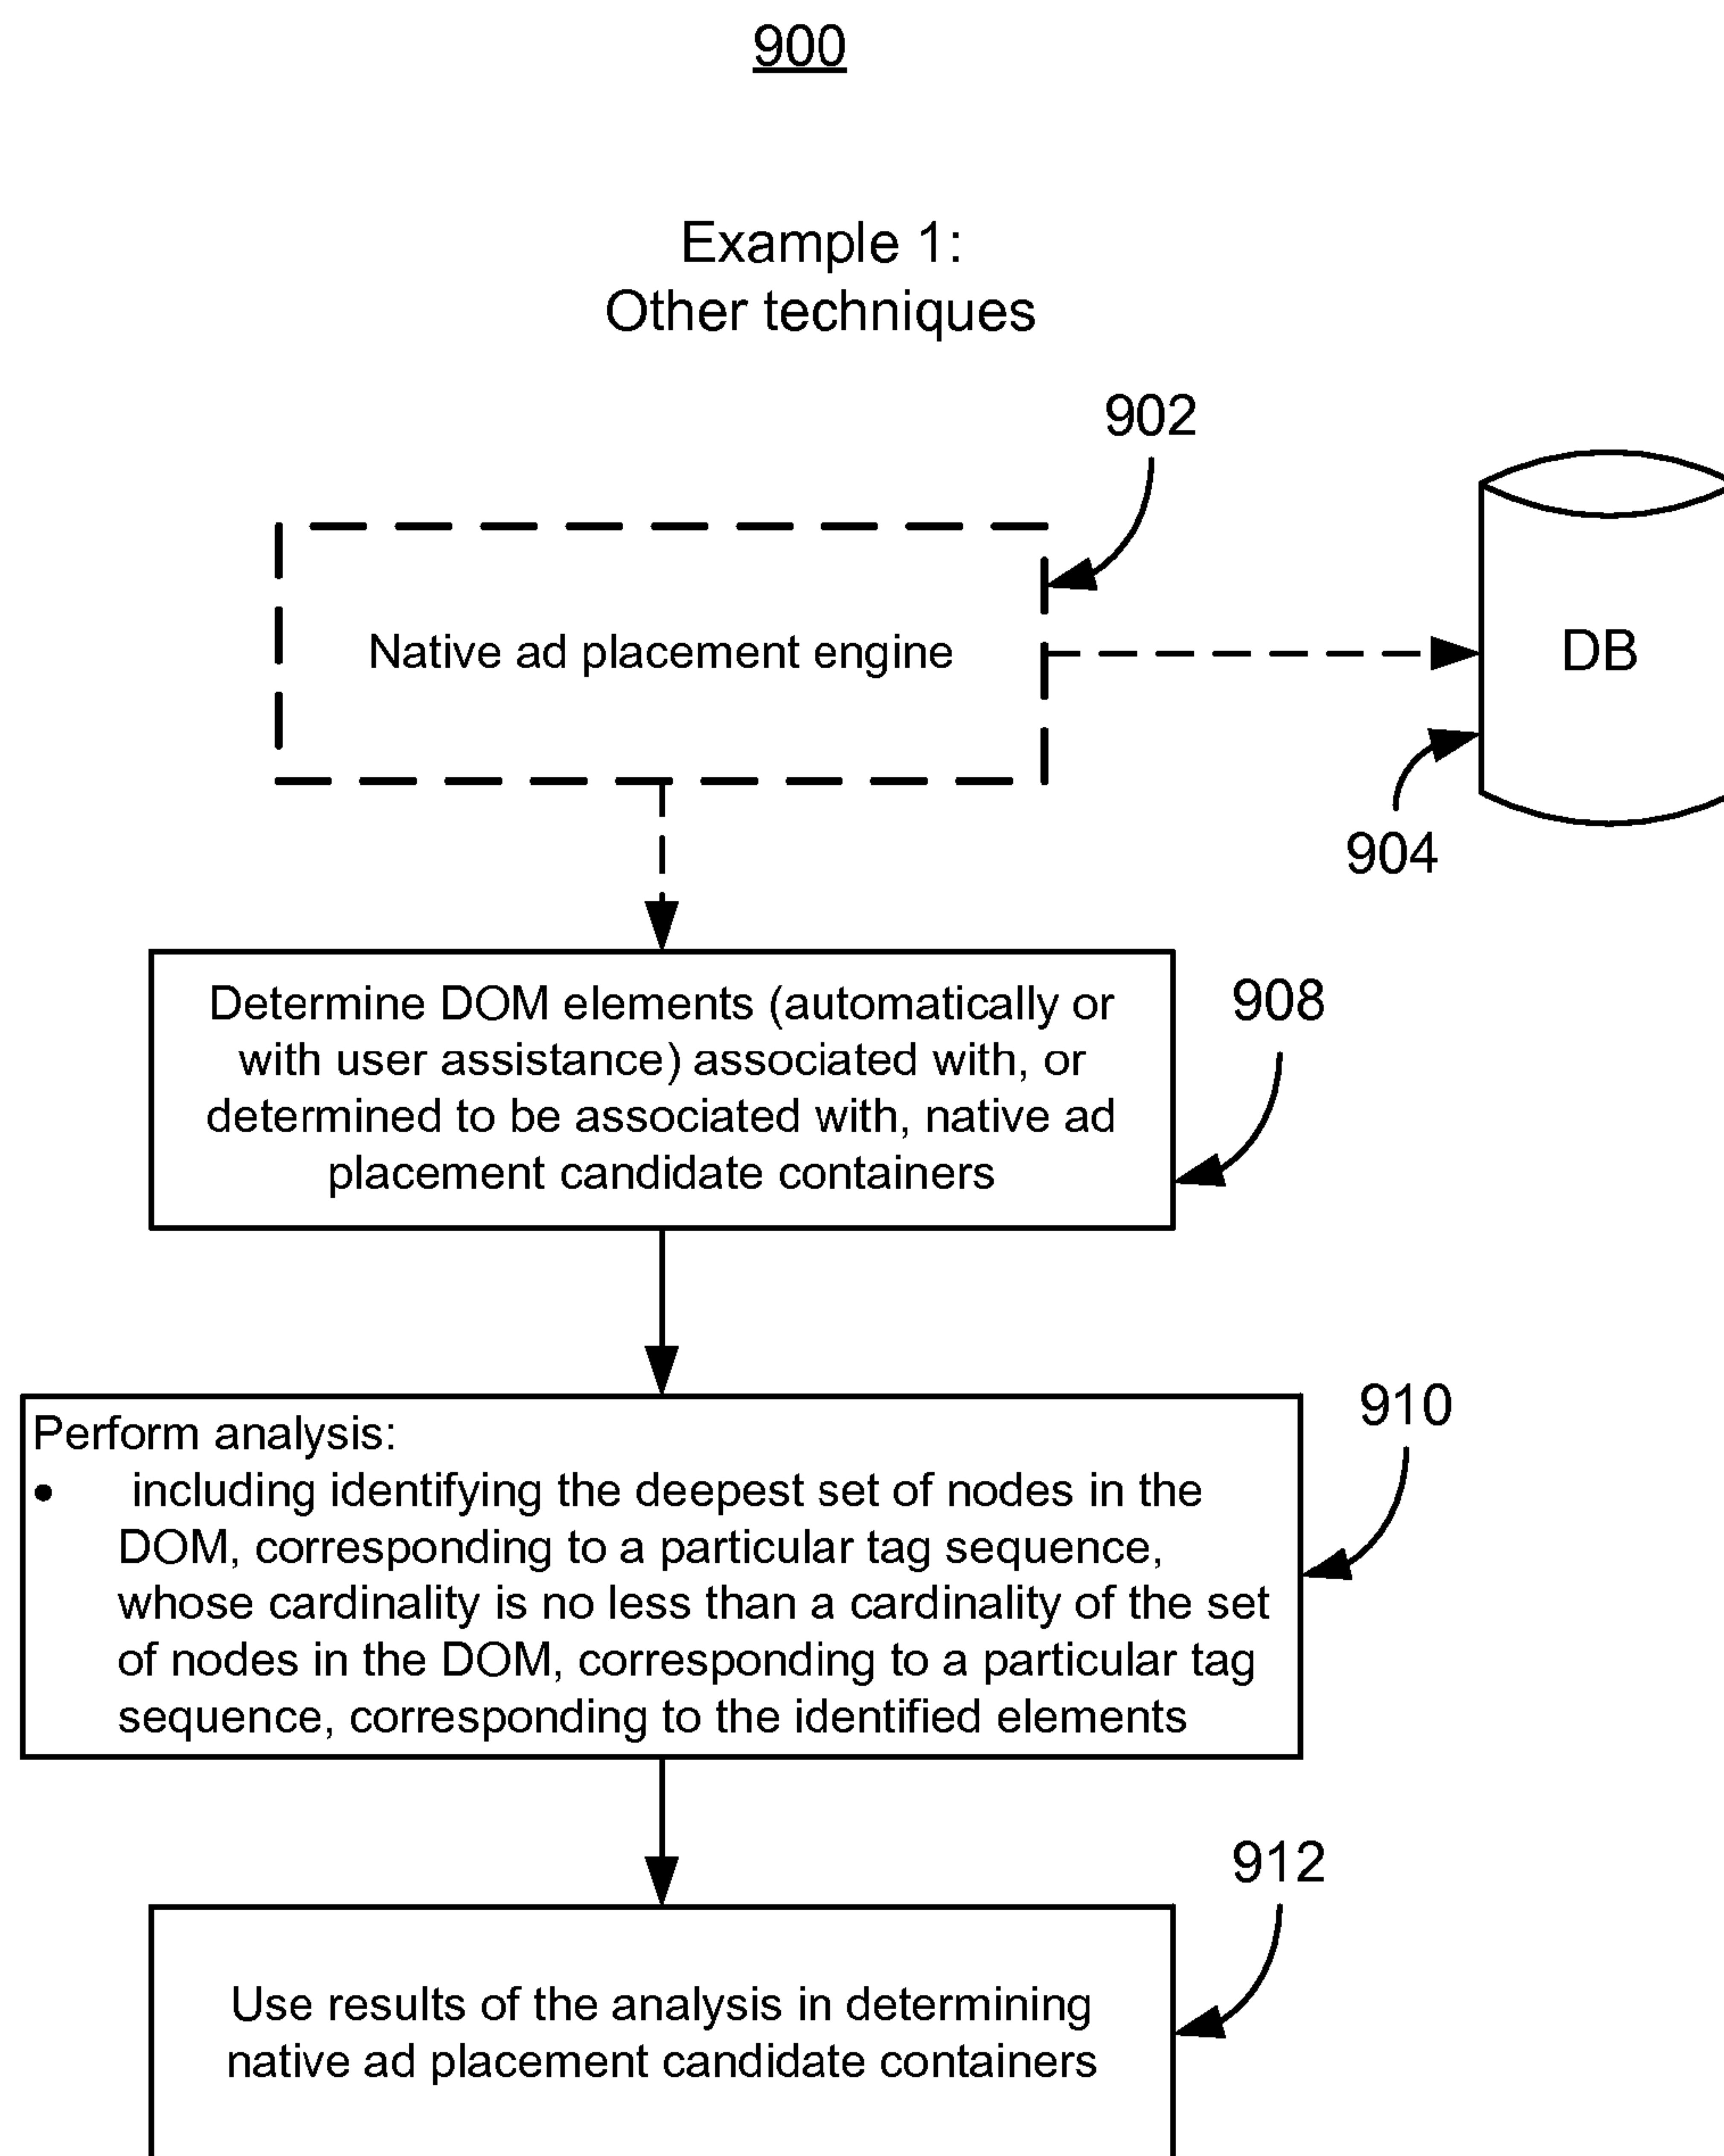 900
Example 1:
Other techniques
902
Native ad placement engine
DB
904
Determine DOM elements (automatically or
with user assistance) associated with, or
determined to be associated with, native ad
placement candidate containers
908
Perform analysis:
• including identifying the deepest set of nodes in the
DOM, corresponding to a particular tag sequence,
whose cardinality is no less than a cardinality of the set
of nodes in the DOM, corresponding to a particular tag
sequence, corresponding to the identified elements
910
912
Use results of the analysis in determining
native ad placement candidate containers